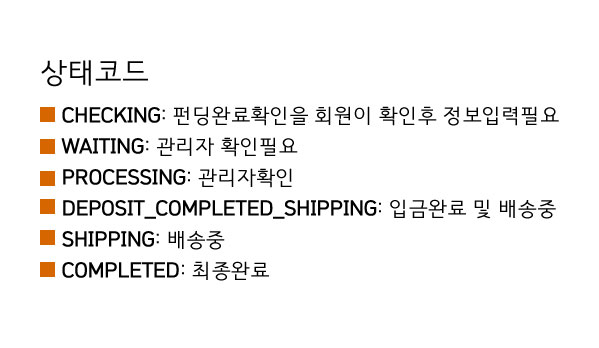 상태코드
CHECKING: 펀딩완료확인을 회원이 확인후 정보입력필요
WAITING: 관리자 확인필요
PROCESSING: 관리자확인
DEPOSIT_COMPLETED_SHIPPING: 입금완료 및 배송중
SHIPPING: 배송중
COMPLETED: 최종완료